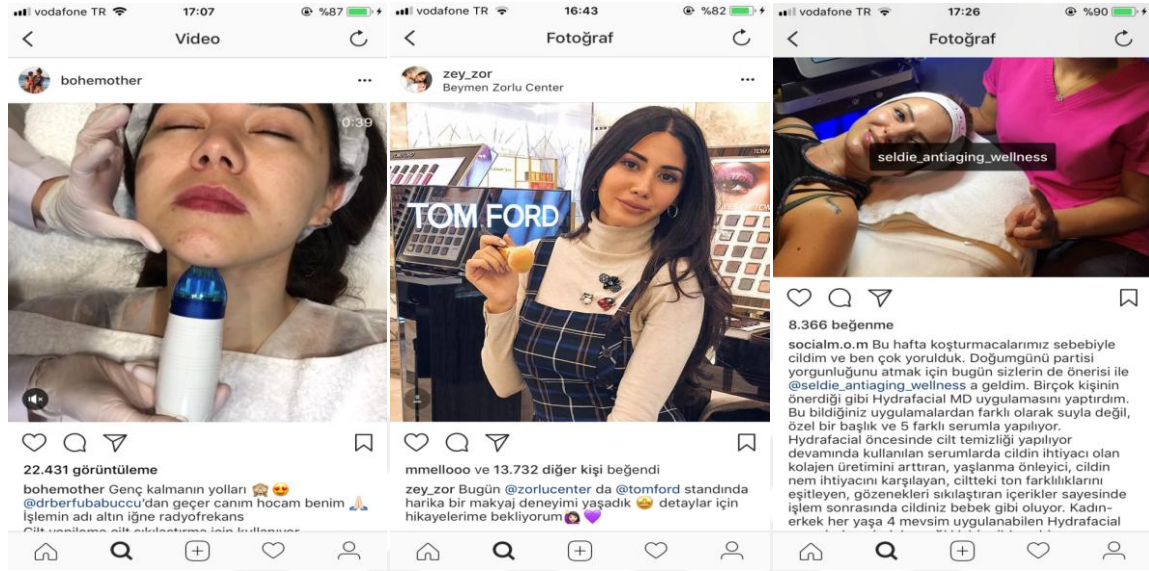 vodafone TR 17:07 %87
Video
bohemother
0:39
22.431 görüntüleme
bohemother Genç kalmanın yolları 🙈😍
@drberfubabuccu'dan geçer canım hocam benim 🙏🏻
İşlemin adı altın iğne radyofrekans
vodafone TR 16:43 %82
Fotoğraf
zey_zor
Beymen Zorlu Center
TOM FORD
mmellooo ve 13.732 diğer kişi beğendi
zey_zor Bugün @zorlucenter da @tomford standında
harika bir makyaj deneyimi yaşadık 🤩 detaylar için
hikayelerime bekliyorum🙆🏻‍♀️💜
vodafone TR 17:26 %90
Fotoğraf
seldie_antiaging_wellness
8.366 beğenme
socialm.o.m Bu hafta koşturmacalarımız sebebiyle
cildim ve ben çok yorulduk. Doğumgünü partisi
yorgunluğunu atmak için bugün sizlerin de önerisi ile
@seldie_antiaging_wellness a geldim. Birçok kişinin
önerdiği gibi Hydrafacial MD uygulamasını yaptırdım.
Bu bildiğiniz uygulamalardan farklı olarak suyla değil,
özel bir başlık ve 5 farklı serumla yapılıyor.
Hydrafacial öncesinde cilt temizliği yapılıyor
devamında kullanılan serumlarda cildin ihtiyacı olan
kolajen üretimini arttıran, yaşlanma önleyici, cildin
nem ihtiyacını karşılayan, ciltteki ton farklılıklarını
eşitleyen, gözenekleri sıkılaştıran içerikler sayesinde
işlem sonrasında cildiniz bebek gibi oluyor. Kadın-
erkek her yaşa 4 mevsim uygulanabilen Hydrafacial